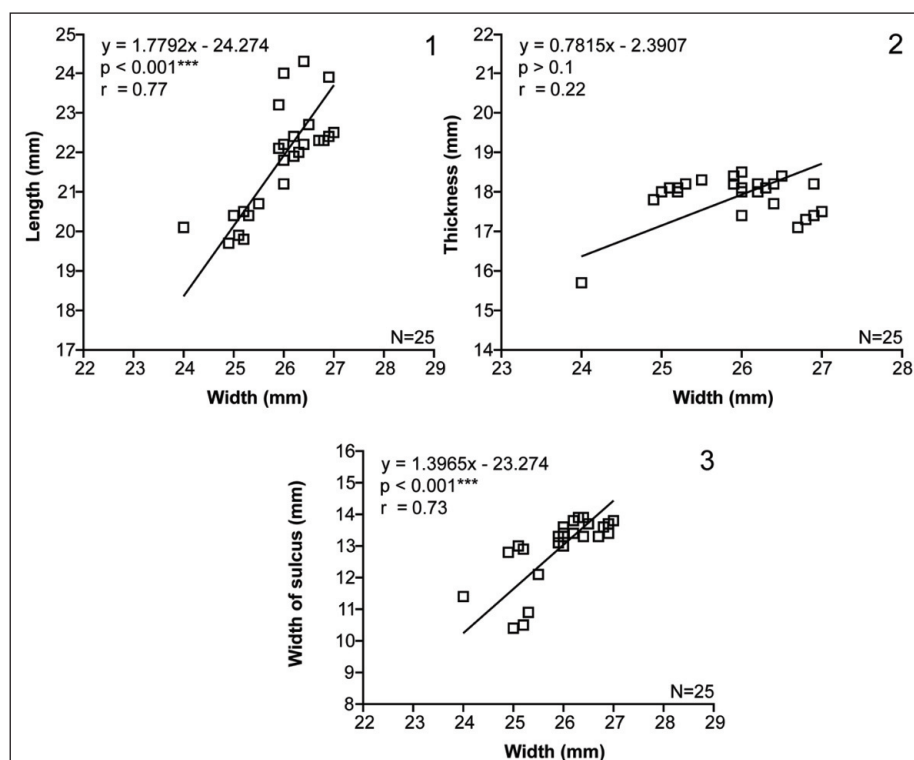 1
y = 1.7792x - 24.274
p < 0.001***
r = 0.77
25
24
23
22
21
20
19
18
17
Length (mm)
N=25
22 23 24 25 26 27 28 29
Width (mm)
2
y = 0.7815x - 2.3907
p > 0.1
r = 0.22
22
21
20
19
18
17
16
15
14
Thickness (mm)
N=25
23 24 25 26 27 28
Width (mm)
3
y = 1.3965x - 23.274
p < 0.001***
r = 0.73
16
15
14
13
12
11
10
9
8
Width of sulcus (mm)
N=25
22 23 24 25 26 27 28 29
Width (mm)